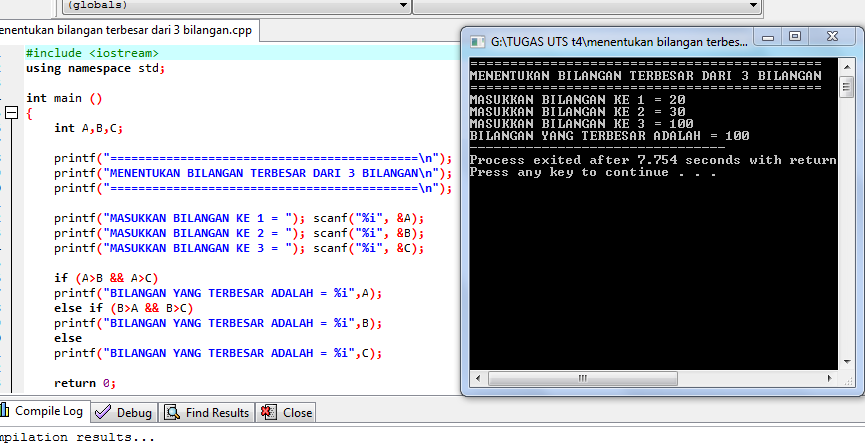 (globals)
enentukan bilangan terbesar dari 3 bilangan.cpp
#include <iostream>
using namespace std;
int main ()
{
int A,B,C;
printf("============================================\n");
printf("MENENTUKAN BILANGAN TERBESAR DARI 3 BILANGAN\n");
printf("============================================\n");
printf("MASUKKAN BILANGAN KE 1 = "); scanf("%i", &A);
printf("MASUKKAN BILANGAN KE 2 = "); scanf("%i", &B);
printf("MASUKKAN BILANGAN KE 3 = "); scanf("%i", &C);
if (A>B && A>C)
printf("BILANGAN YANG TERBESAR ADALAH = %i",A);
else if (B>A && B>C)
printf("BILANGAN YANG TERBESAR ADALAH = %i",B);
else
printf("BILANGAN YANG TERBESAR ADALAH = %i",C);
return 0;
G:\TUGAS UTS t4\menentukan bilangan terbes...
============================================
MENENTUKAN BILANGAN TERBESAR DARI 3 BILANGAN
============================================
MASUKKAN BILANGAN KE 1 = 20
MASUKKAN BILANGAN KE 2 = 30
MASUKKAN BILANGAN KE 3 = 100
BILANGAN YANG TERBESAR ADALAH = 100
--------------------------------
Process exited after 7.754 seconds with return
Press any key to continue . . .
Compile Log Debug Find Results Close
mpilation results...